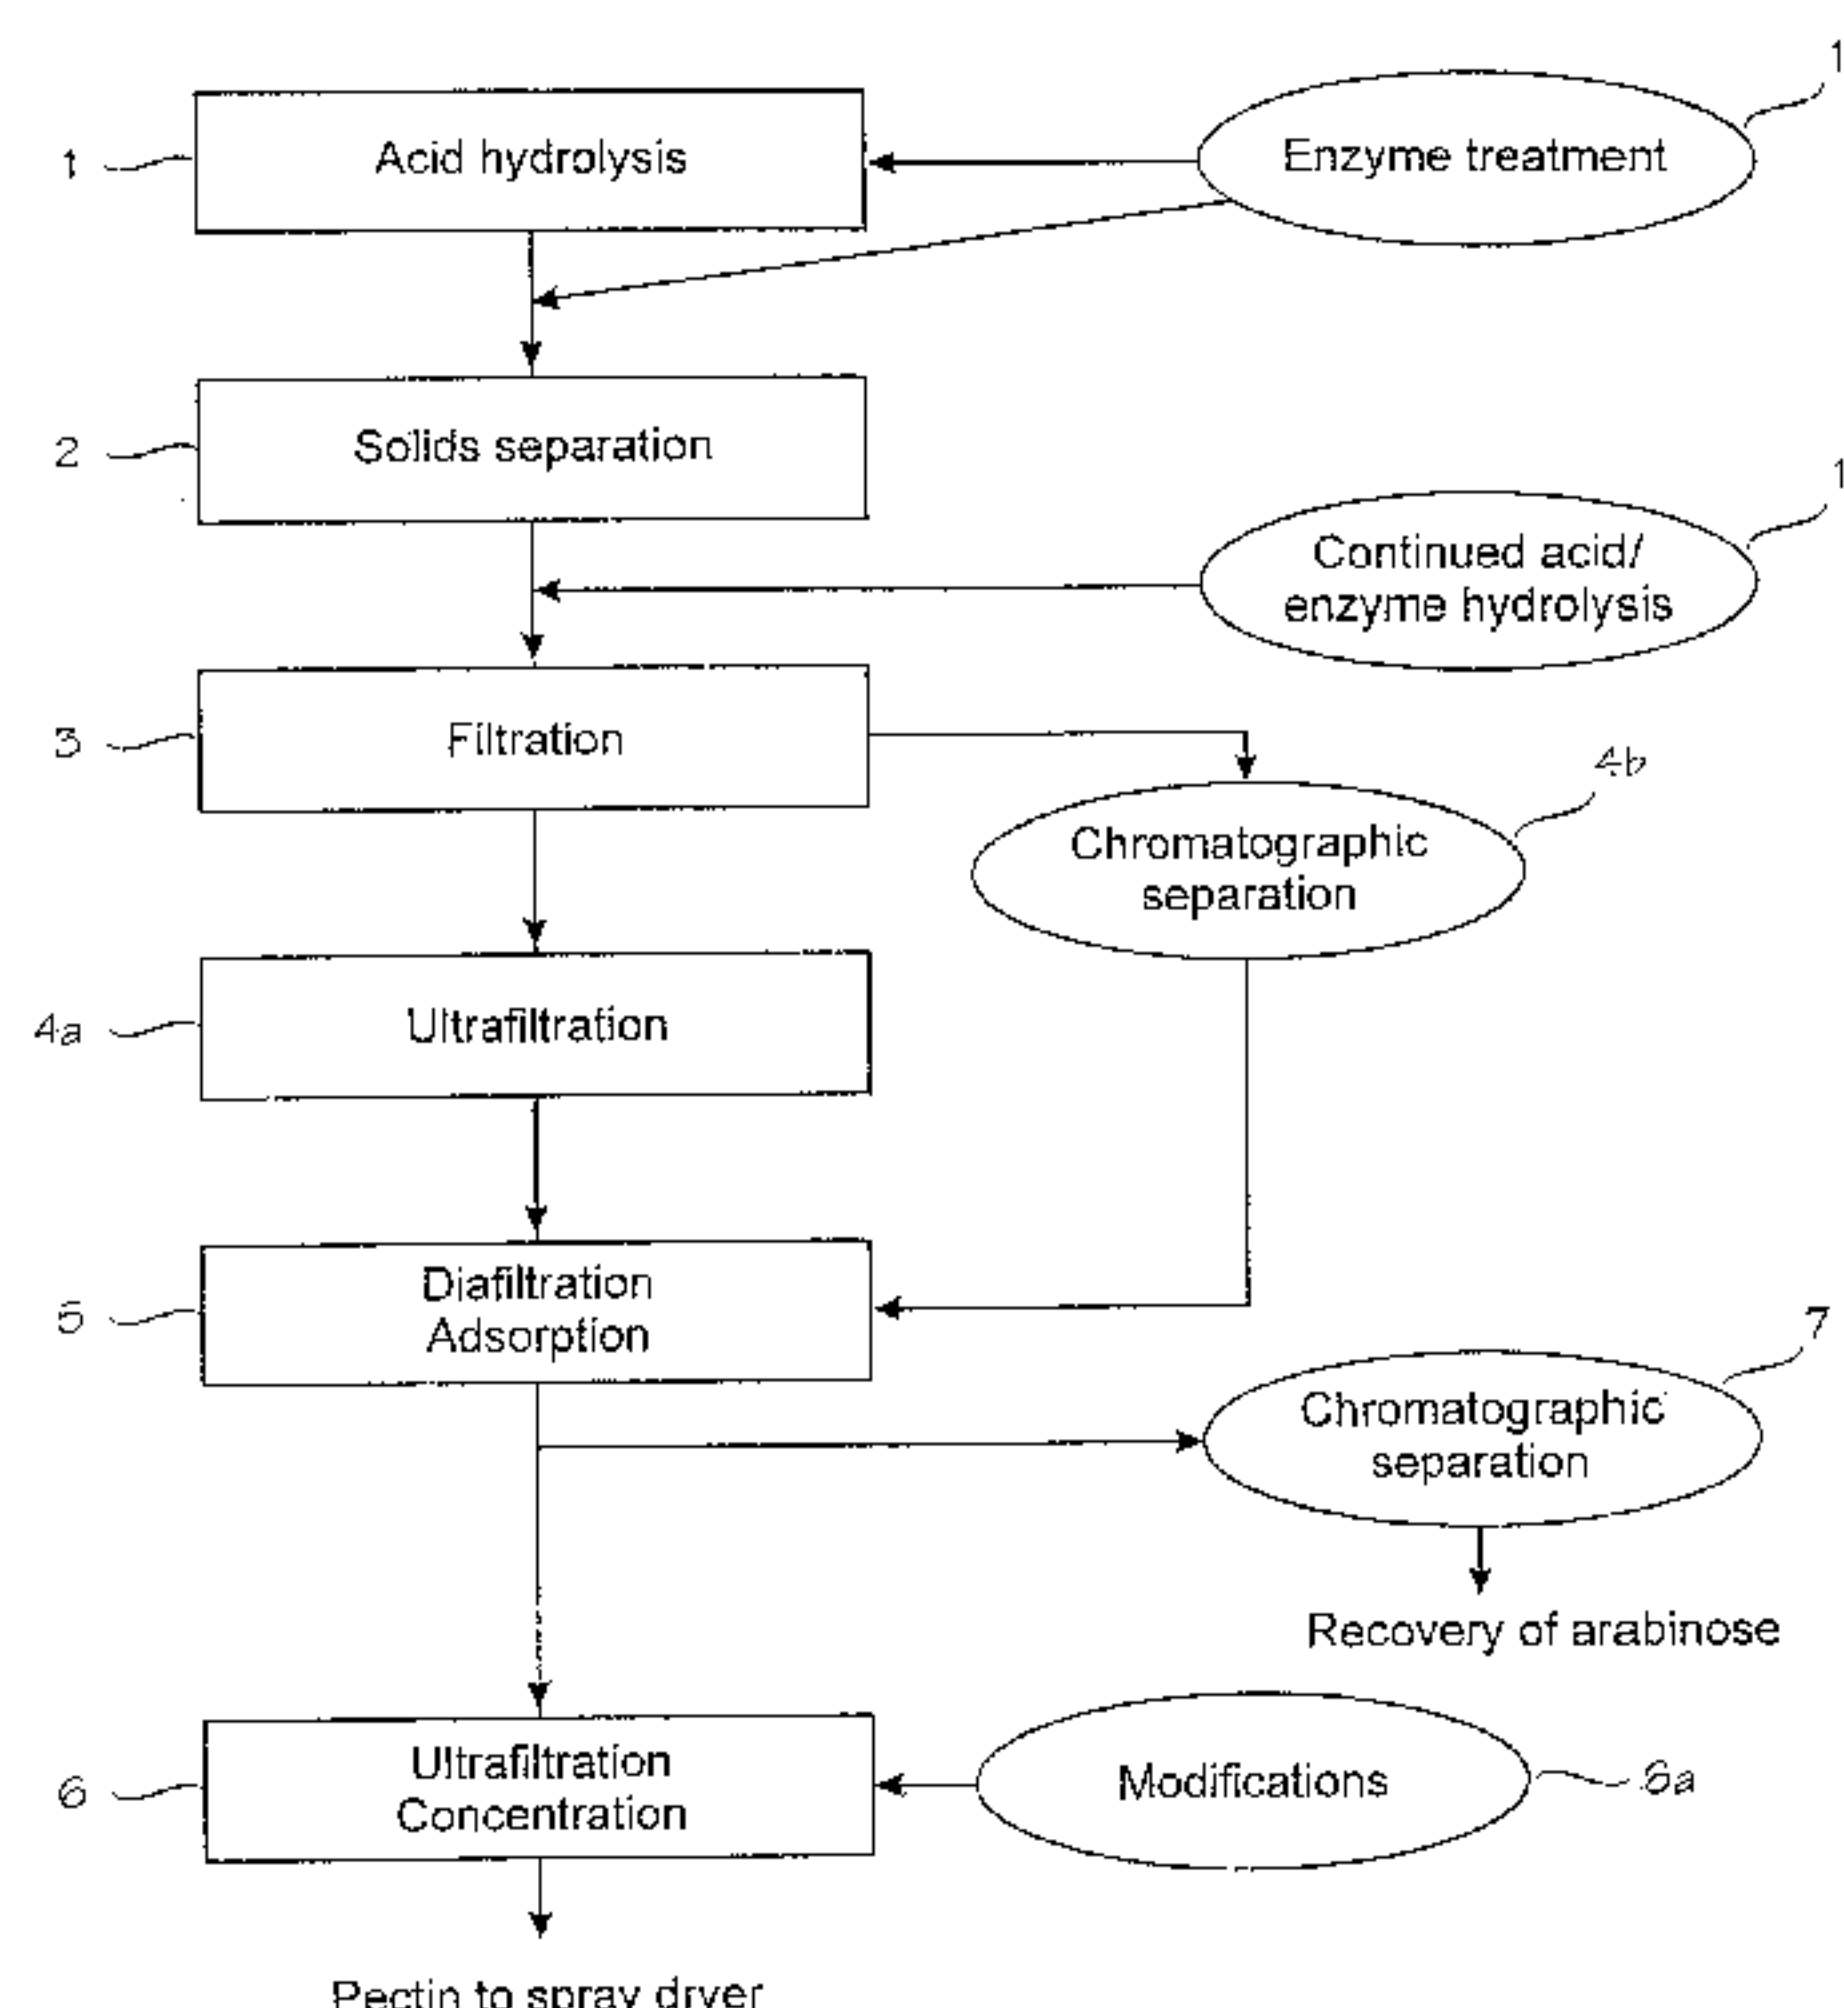 1
Acid hydrolysis
Enzyme treatment
1
2
Solids separation
1
Continued acid/
enzyme hydrolysis
3
Filtration
4b
Chromatographic
separation
4a
Ultrafiltration
5
Diafiltration
Adsorption
7
Chromatographic
separation
Recovery of arabinose
6
Ultrafiltration
Concentration
Modifications
6a
Pectin to spray dryer